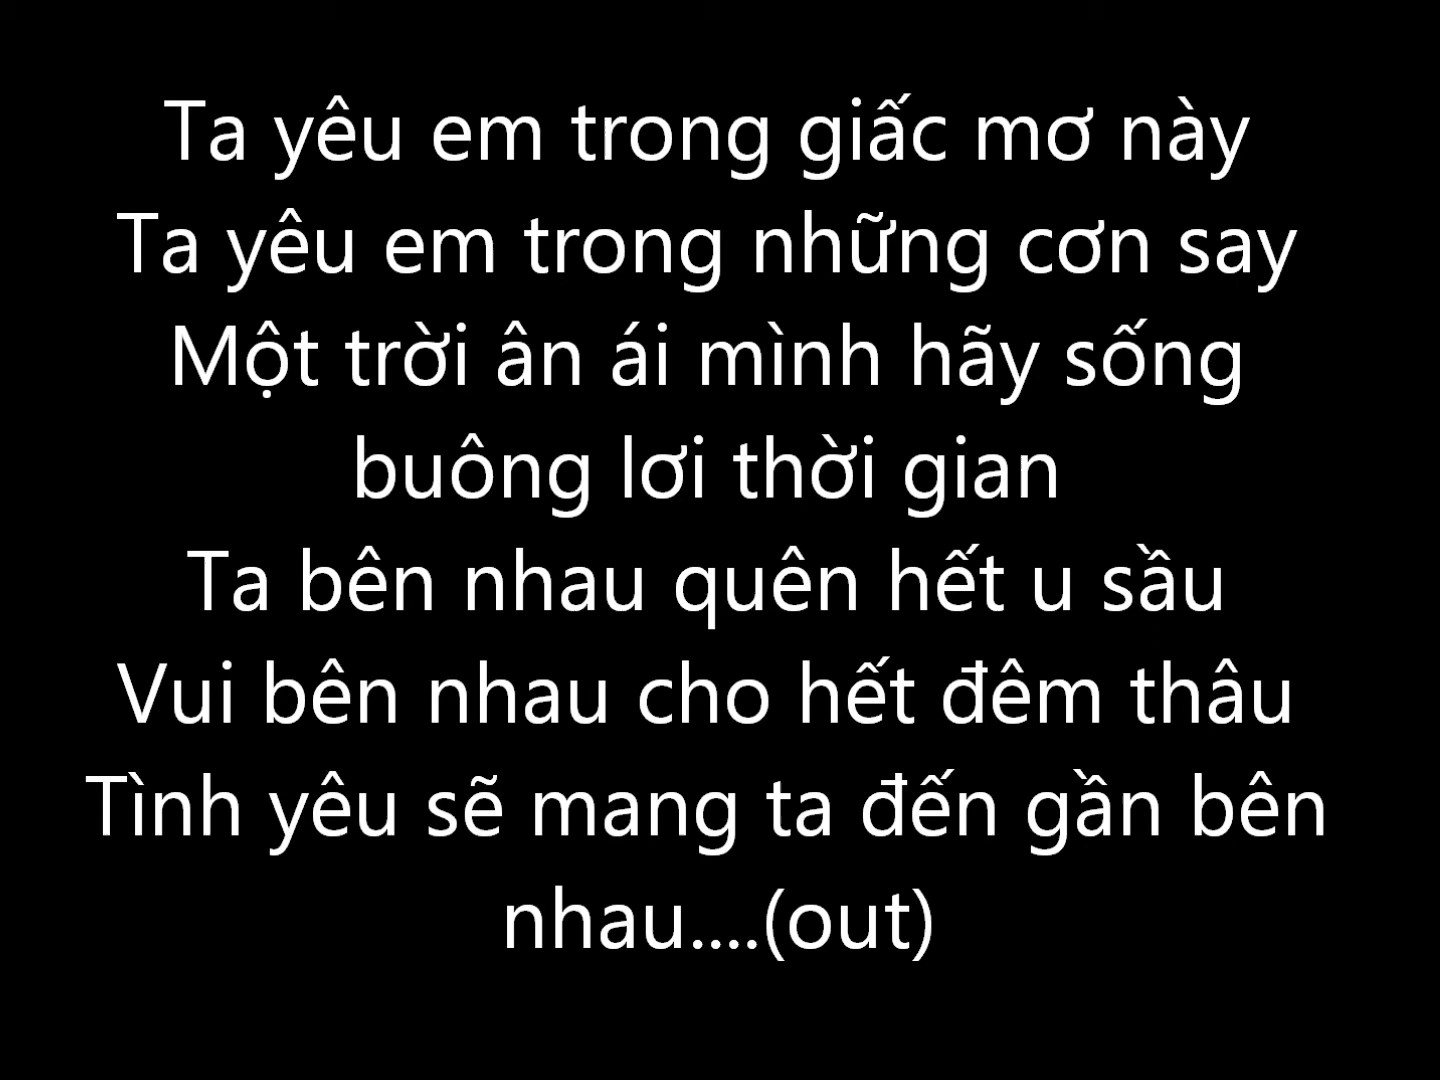 Ta yêu em trong giấc mơ này
Ta yêu em trong những cơn say
Một trời ân ái mình hãy sống
buông lơi thời gian
Ta bên nhau quên hết u sầu
Vui bên nhau cho hết đêm thâu
Tình yêu sẽ mang ta đến gần bên
nhau....(out)